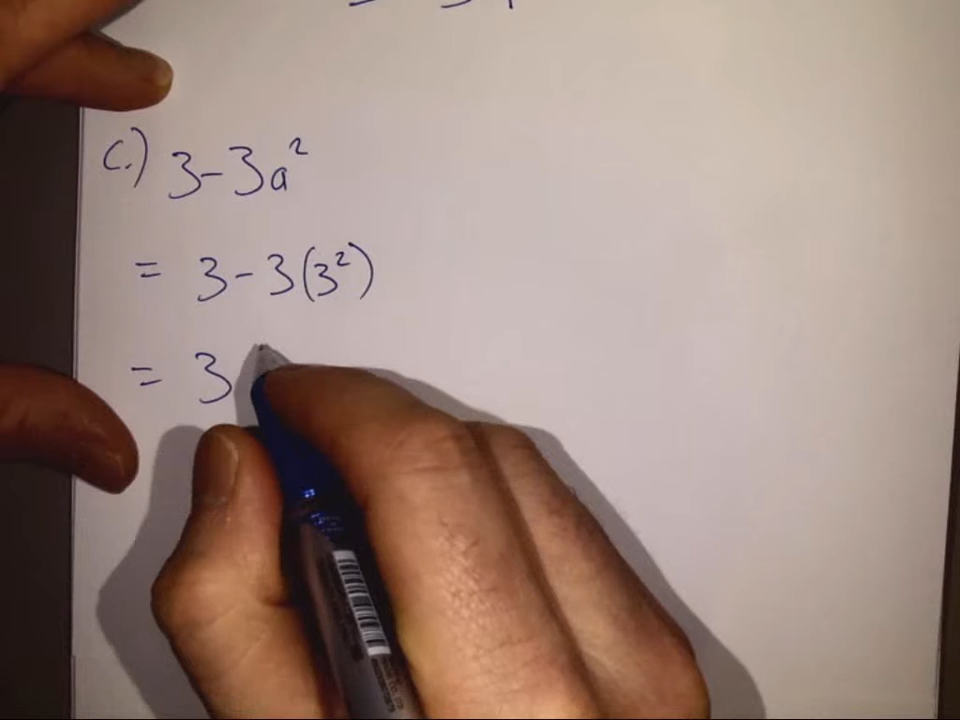 c.) 3-3a²
= 3-3(3²)
= 3